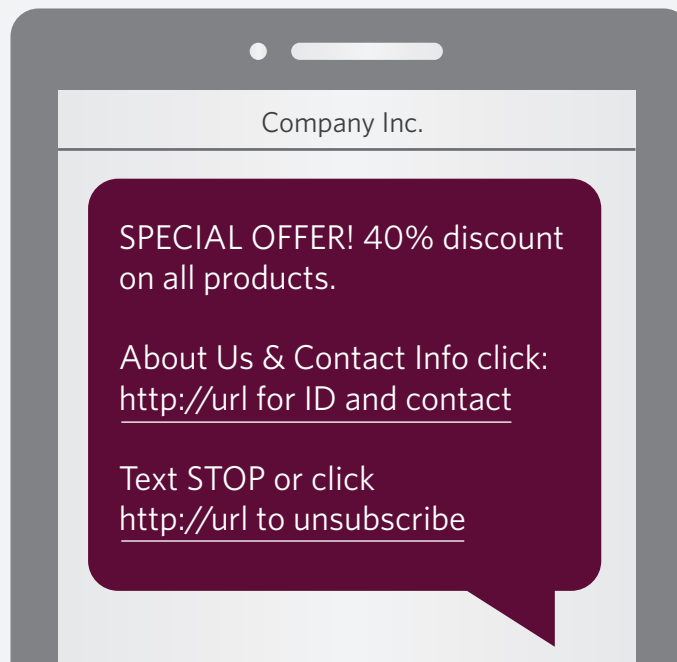 Company Inc.
SPECIAL OFFER! 40% discount
on all products.
About Us & Contact Info click:
http://url for ID and contact
Text STOP or click
http://url to unsubscribe